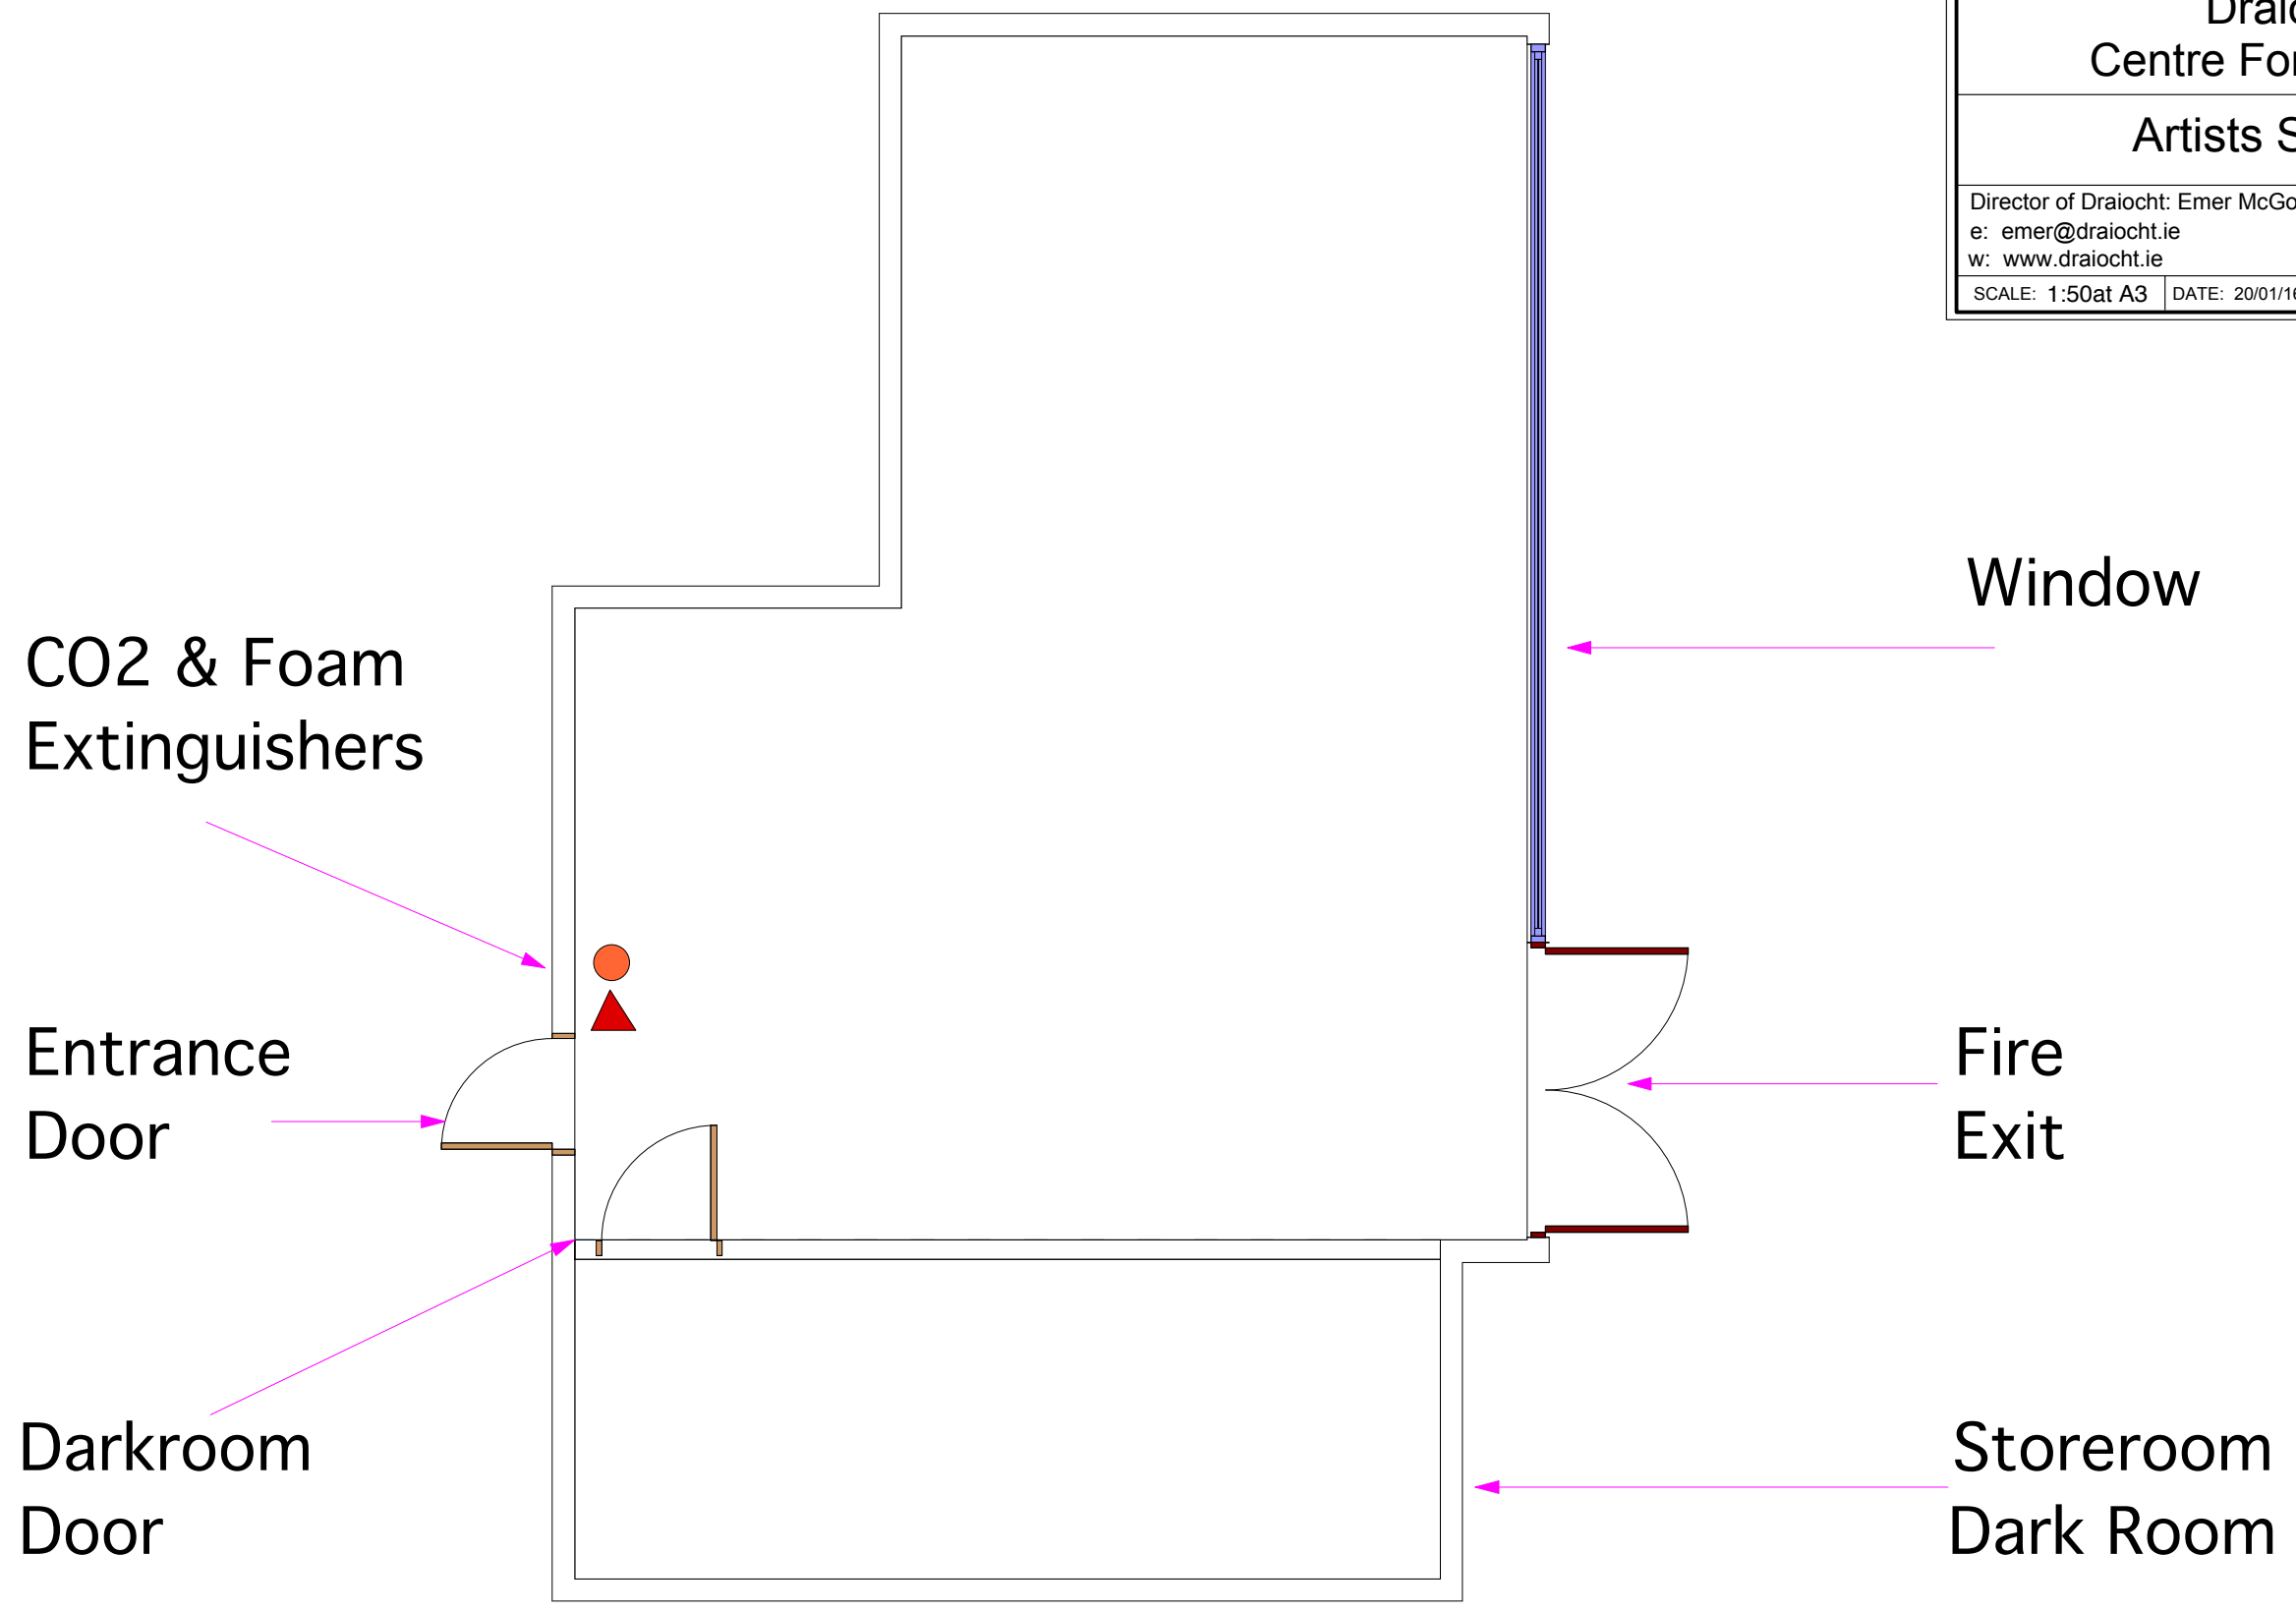 Centre For
Artists
Director of Draiocht: Emer
e: emer@draiocht.ie
w: www.draiocht.ie
SCALE: 1:50at A3 DATE:
Window
CO2 & Foam
Extinguishers
Entrance
Door
Fire
Exit
Darkroom
Door
Storeroom
Dark Room